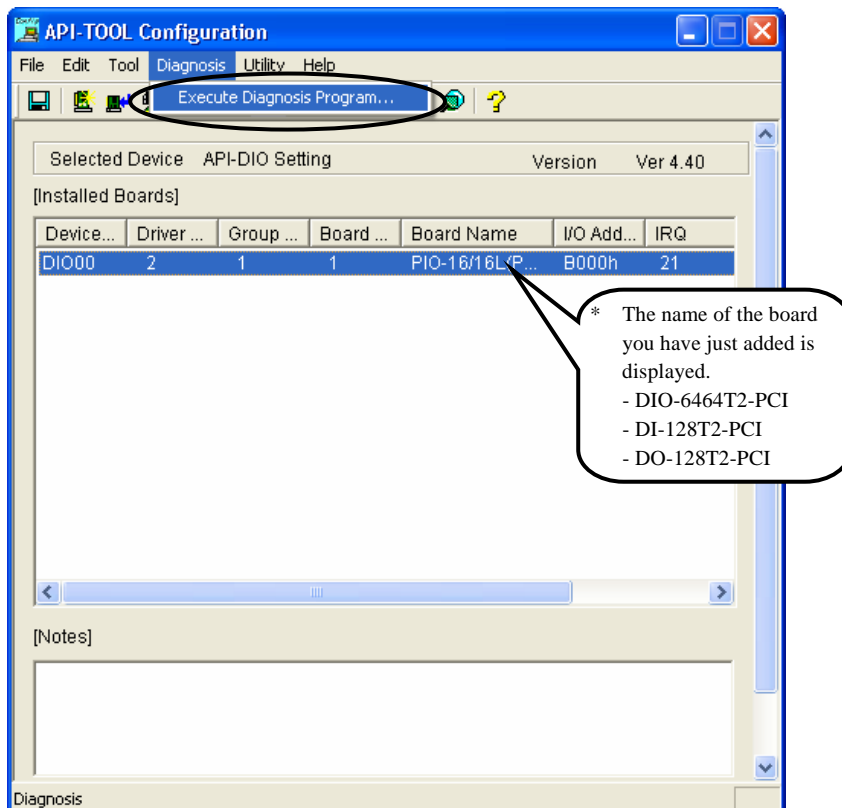 API-TOOL Configuration
File Edit Tool Diagnosis Utility Help
Execute Diagnosis Program...
Selected Device API-DIO Setting Version Ver 4.40
[Installed Boards]
Device... Driver ... Group ... Board ... Board Name I/O Add... IRQ
DIO00 2 1 1 PIO-16/16L/P... B000h 21
* The name of the board
you have just added is
displayed.
- DIO-6464T2-PCI
- DI-128T2-PCI
- DO-128T2-PCI
[Notes]
Diagnosis